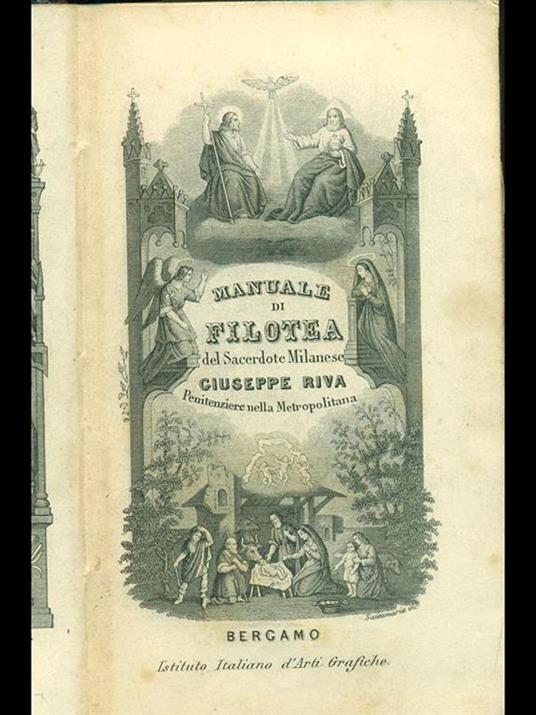 MANUALE
DI
FILOTEA
del Sacerdote Milanese
GIUSEPPE RIVA
Penitenziere nella Metropolitana
BERGAMO
Istituto Italiano d'Arti Grafiche.